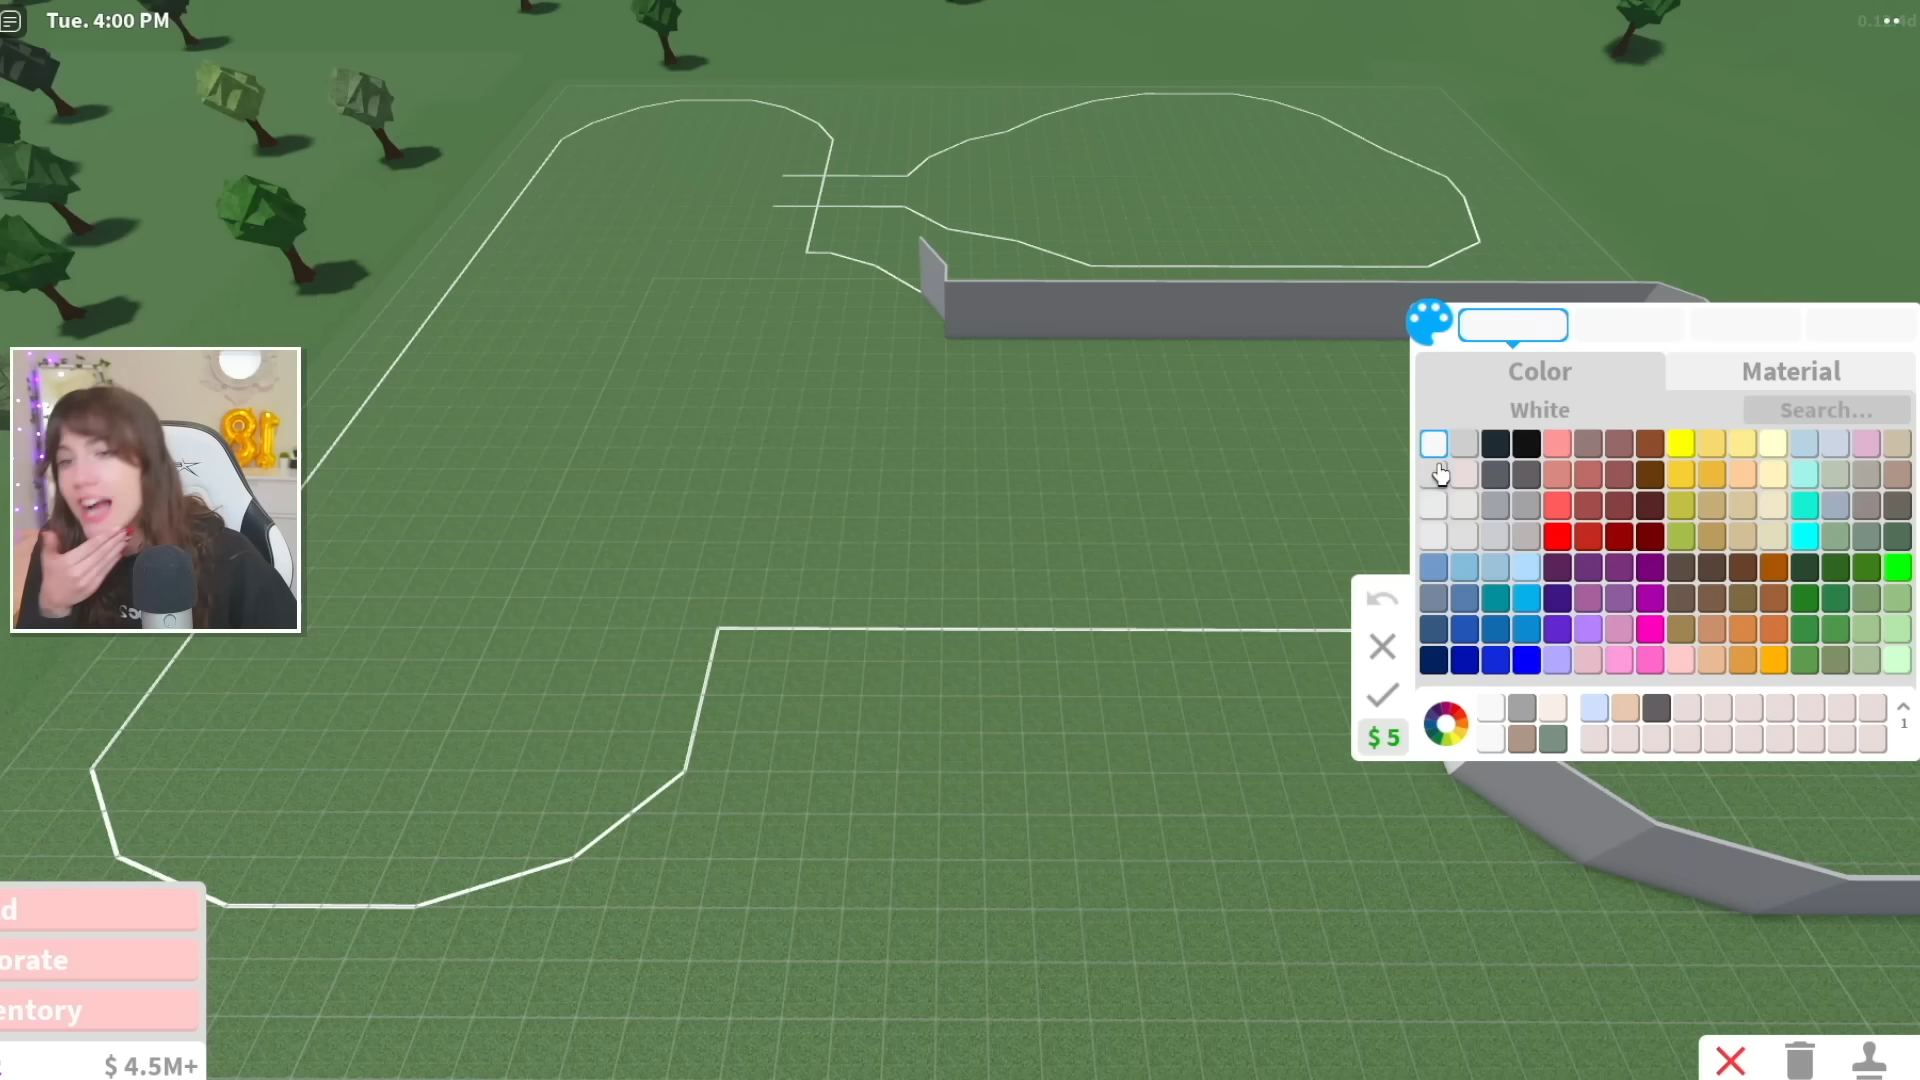 Tue. 4:00 PM
Color
Material
White
Search...
$ 5
1
d
orate
entory
$ 4.5M+